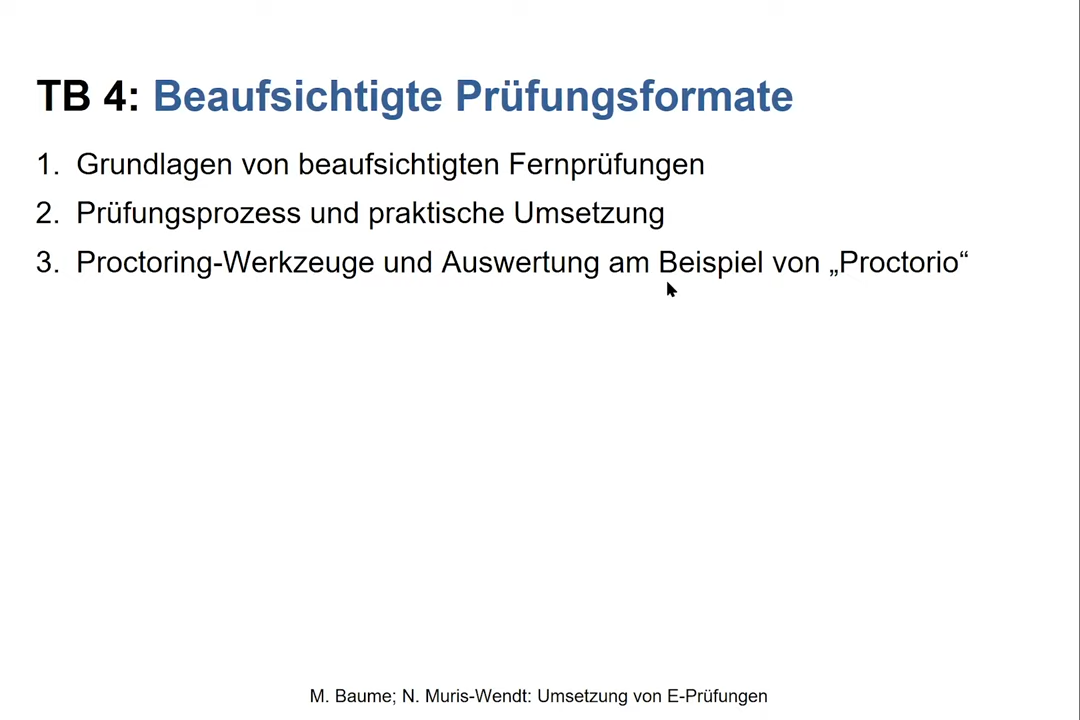 TB 4: Beaufsichtigte Prüfungsformate
1. Grundlagen von beaufsichtigten Fernprüfungen
2. Prüfungsprozess und praktische Umsetzung
3. Proctoring-Werkzeuge und Auswertung am Beispiel von „Proctorio“
M. Baume; N. Muris-Wendt: Umsetzung von E-Prüfungen